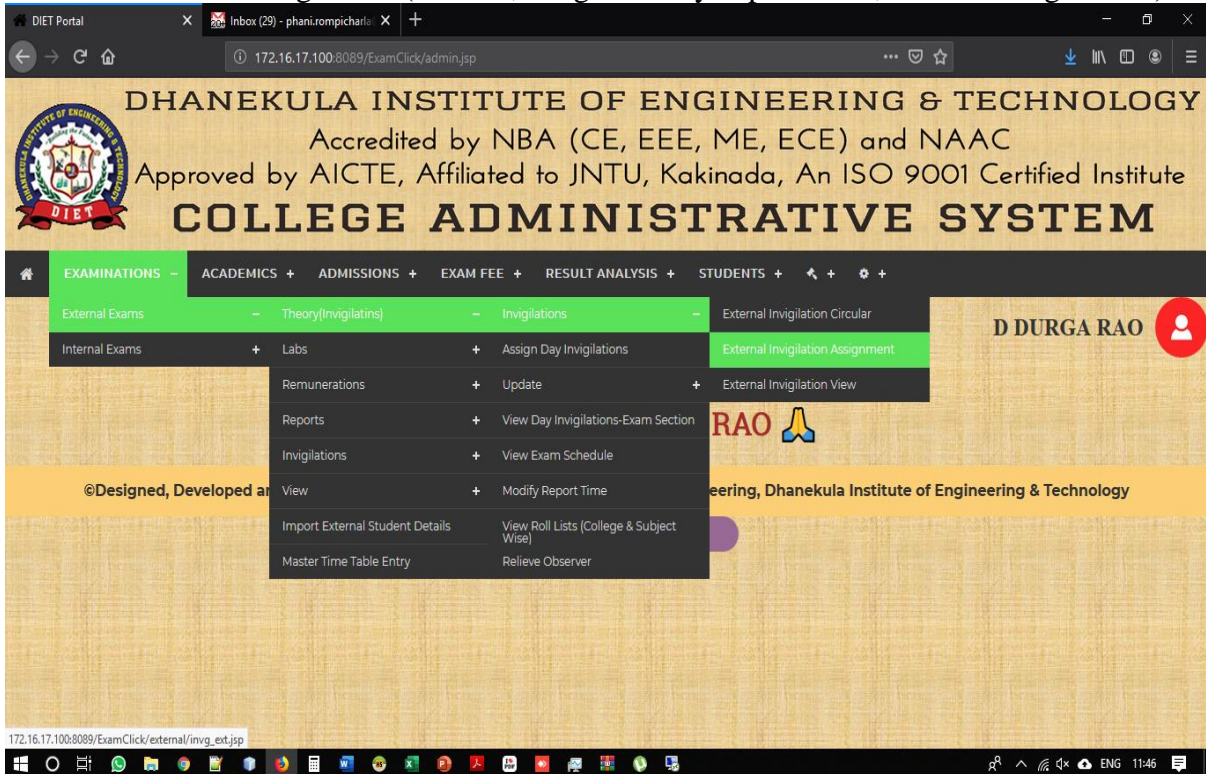 DIET Portal
Inbox (29) - phani.rompicharla
172.16.17.100:8089/ExamClick/admin.jsp
DHANEKULA INSTITUTE OF ENGINEERING & TECHNOLOGY
Accredited by NBA (CE, EEE, ME, ECE) and NAAC
Approved by AICTE, Affiliated to JNTU, Kakinada, An ISO 9001 Certified Institute
DIET
COLLEGE ADMINISTRATIVE SYSTEM
EXAMINATIONS − ACADEMICS + ADMISSIONS + EXAM FEE + RESULT ANALYSIS + STUDENTS + + +
External Exams − Theory(Invigilatins) − Invigilations − External Invigilation Circular
D DURGA RAO
Internal Exams + Labs + Assign Day Invigilations External Invigilation Assignment
Remunerations + Update + External Invigilation View
Reports + View Day Invigilations-Exam Section RAO 🙏
Invigilations + View Exam Schedule
©Designed, Developed View + Modify Report Time eering, Dhanekula Institute of Engineering & Technology
Import External Student Details View Roll Lists (College & Subject
Wise)
Master Time Table Entry Relieve Observer
172.16.17.100:8089/ExamClick/external/invg_ext.jsp
ENG 11:46